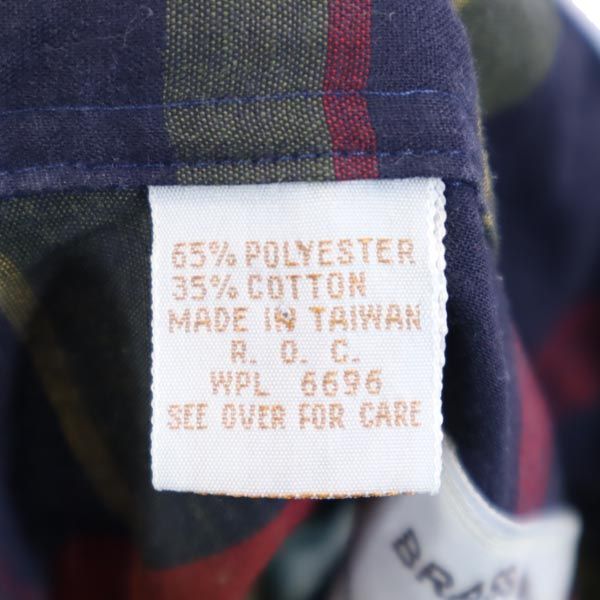 65% POLYESTER
35% COTTON
MADE IN TAIWAN
R. O. C.
WPL 6696
SEE OVER FOR CARE